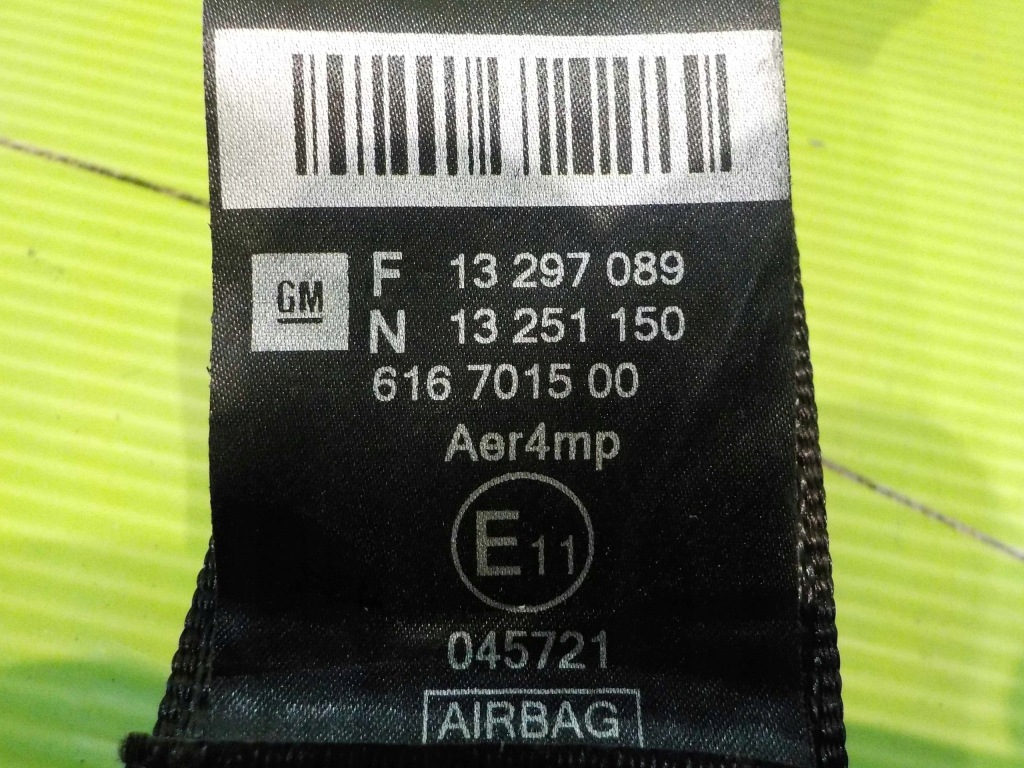 GM F 13 297 089
N 13 251 150
616 7015 00
Aer4mp
E11
045721
AIRBAG